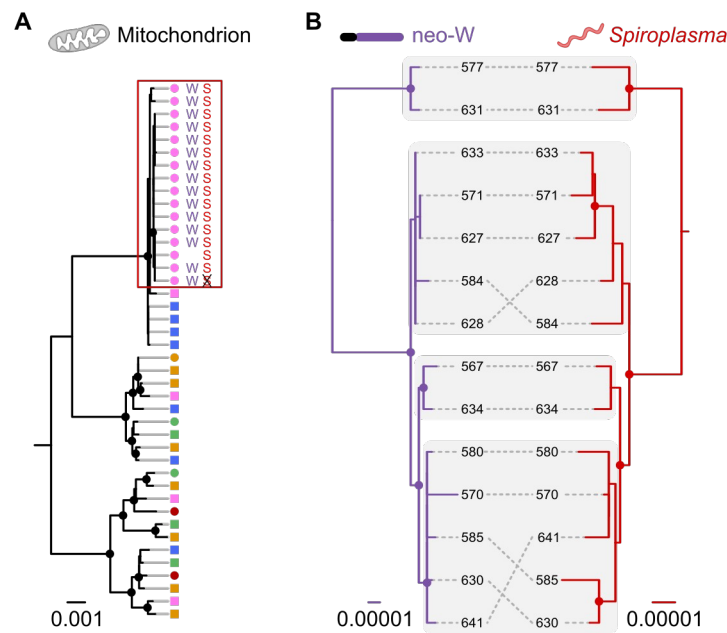 A
Mitochondrion
W S
W S
W S
W S
W S
W S
W S
W S
W S
W S
W S
W S
W S
S
W S
W S
0.001
B
neo-W
Spiroplasma
577 577
631 631
633 633
571 571
627 627
584 628
628 584
567 567
634 634
580 580
570 570
585 641
630 585
641 630
0.00001
0.00001